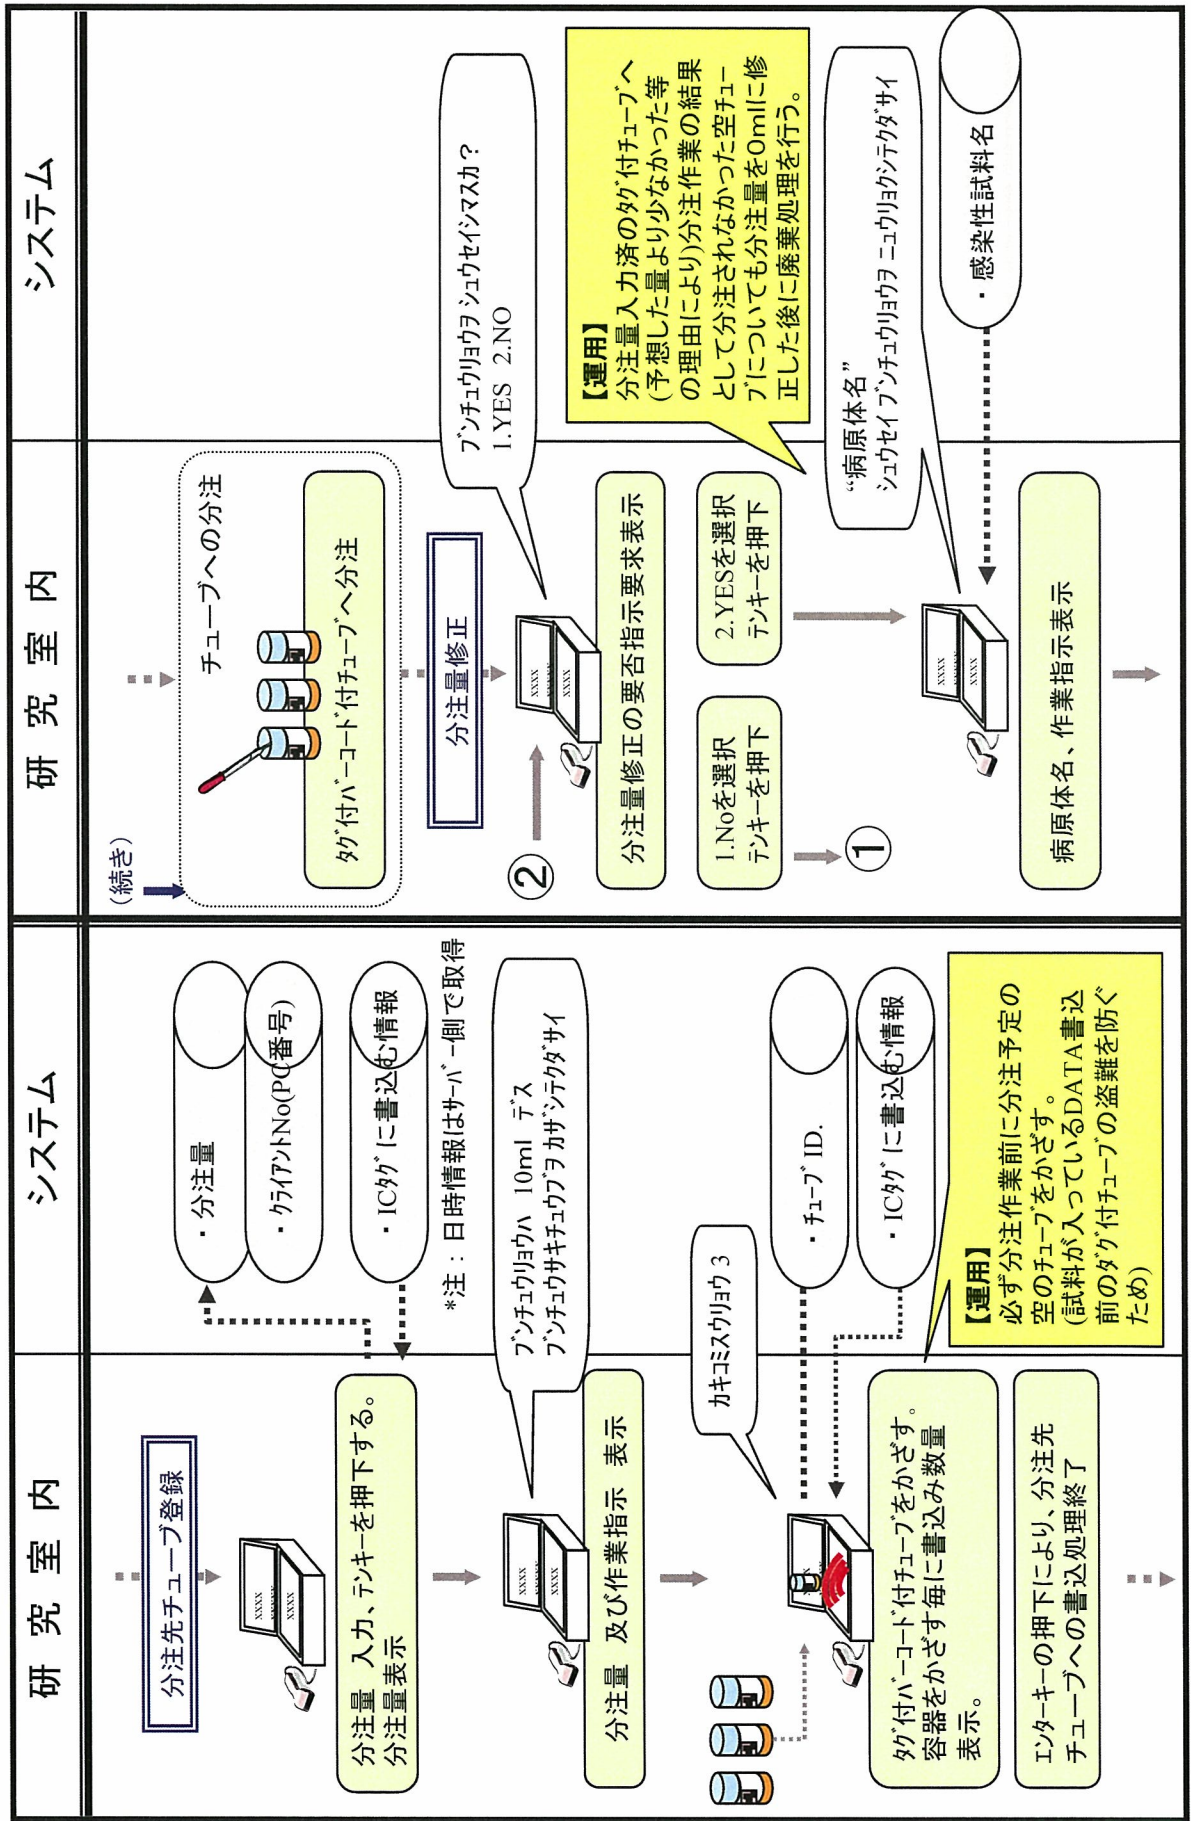 研 究 室 内
システム
分注先チューブ登録
xxxx
xxxx
xxxx
分注量 入力、テンキーを押下する。
分注量表示
・分注量
・ｸﾗｲｱﾝﾄNo(PC番号)
・ICﾀｸﾞに書込む情報
*注：日時情報はｻｰﾊﾞｰ側で取得
xxxx
xxxx
xxxx
ﾌﾞﾝﾁｭｳﾘｮｳﾊ 10ml ﾃﾞｽ
ﾌﾞﾝﾁｭｳｻｷﾁｭｳﾌﾞｦ ｶｻﾞｼﾃｸﾀﾞｻｲ
分注量 及び作業指示 表示
ｶｷｺﾐｽｳﾘｮｳ 3
・ﾁｭｰﾌﾞID.
・ICﾀｸﾞに書込む情報
ﾀｸﾞ付ﾊﾞｰｺｰﾄﾞ付ﾁｭｰﾌﾞをかざす。
容器をかざす毎に書込み数量
表示。
【運用】
必ず分注作業前に分注予定の
空のﾁｭｰﾌﾞをかざす。
(試料が入っているDATA書込
前のﾀｸﾞ付ﾁｭｰﾌﾞの盗難を防ぐ
ため)
ｴﾝﾀｰｷｰの押下により、分注先
チューブへの書込処理終了
研 究 室 内
システム
(続き)
チューブへの分注
ﾀｸﾞ付ﾊﾞｰｺｰﾄﾞ付ﾁｭｰﾌﾞへ分注
分注量修正
②
xxxx
xxxx
xxxx
ﾌﾞﾝﾁｭｳﾘｮｳｦ ｼｭｳｾｲｼﾏｽｶ？
1.YES 2.NO
分注量修正の要否指示要求表示
【運用】
分注量入力済のﾀｸﾞ付ﾁｭｰﾌﾞへ
(予想した量より少なかった等
の理由により)分注作業の結果
として分注されなかった空ﾁｭｰ
ﾌﾞについても分注量を0mlに修
正した後に廃棄処理を行う。
1.Noを選択
ﾃﾝｷｰを押下
2.YESを選択
ﾃﾝｷｰを押下
①
xxxx
xxxx
xxxx
“病原体名”
ｼｭｳｾｲﾌﾞﾝﾁｭｳﾘｮｳｦ ﾆｭｳﾘｮｸｼﾃｸﾀﾞｻｲ
・感染性試料名
病原体名、作業指示表示